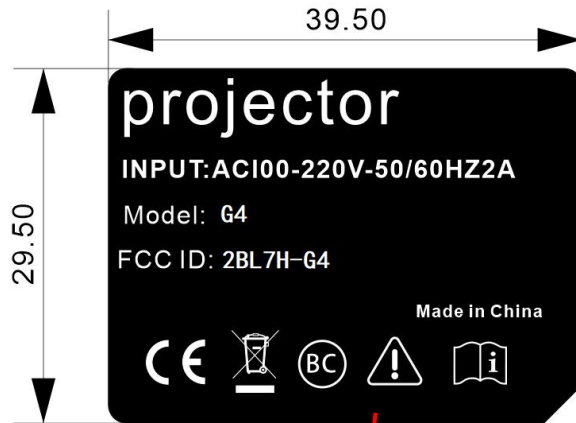 39.50
29.50
projector
INPUT:ACI00-220V-50/60HZ2A
Model: G4
FCC ID: 2BL7H-G4
Made in China
CE
BC
i